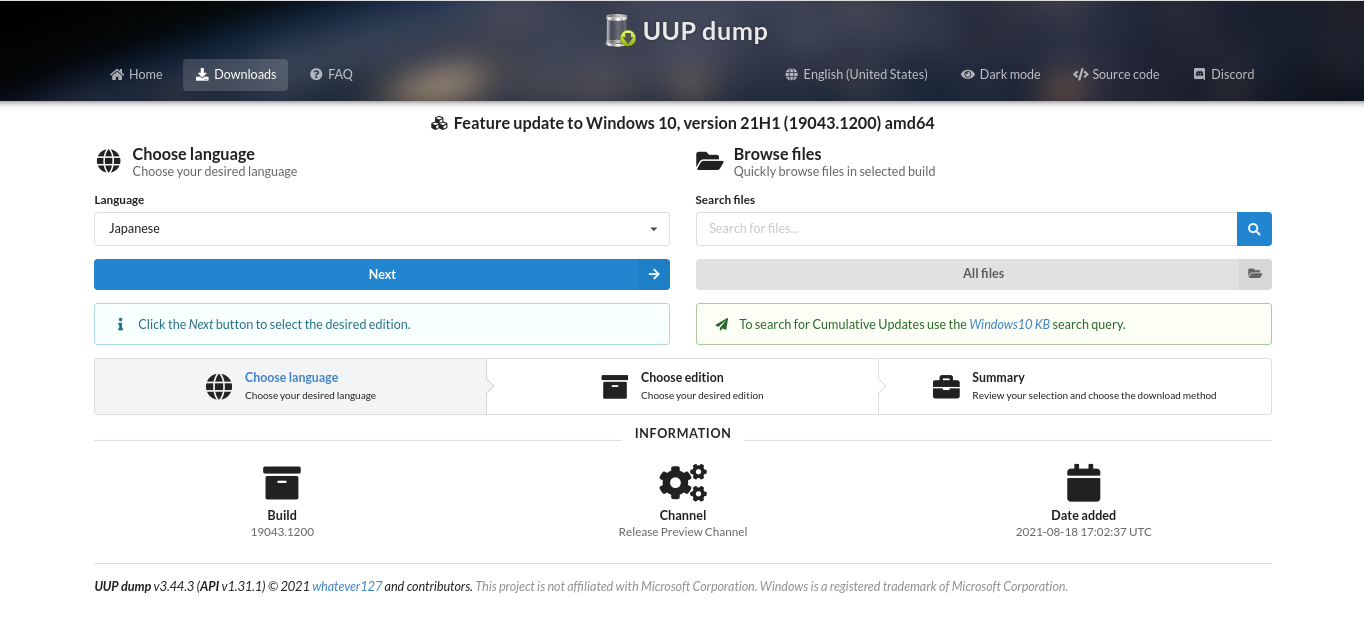 UUP dump
Home
Downloads
FAQ
English (United States)
Dark mode
Source code
Discord
Feature update to Windows 10, version 21H1 (19043.1200) amd64
Choose language
Choose your desired language
Language
Japanese
Next
Click the Next button to select the desired edition.
Browse files
Quickly browse files in selected build
Search files
Search for files...
All files
To search for Cumulative Updates use the Windows10 KB search query.
Choose language
Choose your desired language
Choose edition
Choose your desired edition
Summary
Review your selection and choose the download method
INFORMATION
Build
19043.1200
Channel
Release Preview Channel
Date added
2021-08-18 17:02:37 UTC
UUP dump v3.44.3 (API v1.31.1) © 2021 whatever127 and contributors. This project is not affiliated with Microsoft Corporation. Windows is a registered trademark of Microsoft Corporation.